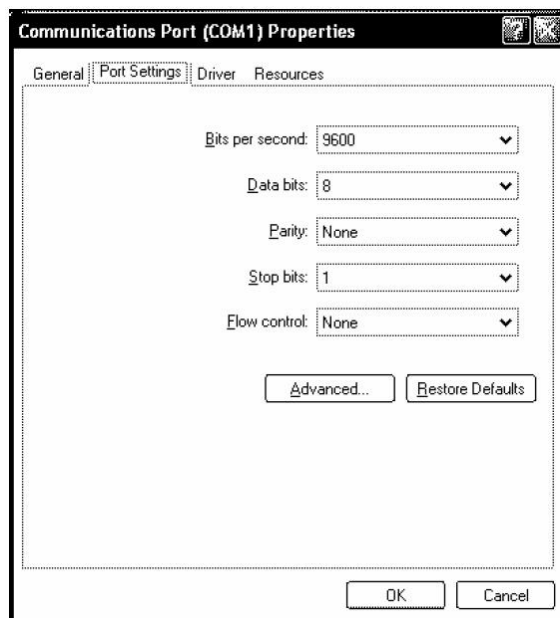 Communications Port (COM1) Properties
General Port Settings Driver Resources
Bits per second: 9600
Data bits: 8
Parity: None
Stop bits: 1
Flow control: None
Advanced... Restore Defaults
OK Cancel